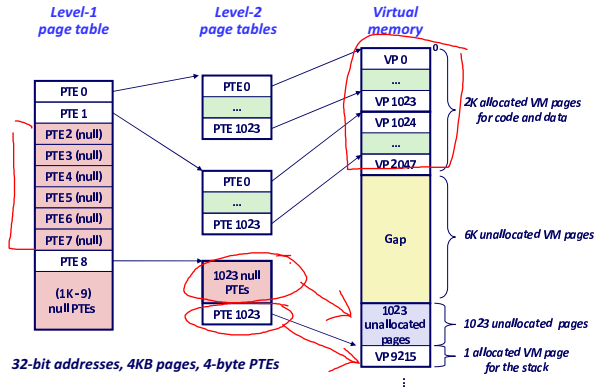 Level-1
page table
Level-2
page tables
Virtual
memory
PTE 0
PTE 1
PTE 2 (null)
PTE 3 (null)
PTE 4 (null)
PTE 5 (null)
PTE 6 (null)
PTE 7 (null)
PTE 8
(1K - 9)
null PTEs
PTE 0
...
PTE 1023
PTE 0
...
PTE 1023
1023 null
PTEs
PTE 1023
0
VP 0
...
VP 1023
VP 1024
...
VP 2047
Gap
1023
unallocated
pages
VP 9215
...
2K allocated VM pages
for code and data
6K unallocated VM pages
1023 unallocated pages
1 allocated VM page
for the stack
32-bit addresses, 4KB pages, 4-byte PTEs